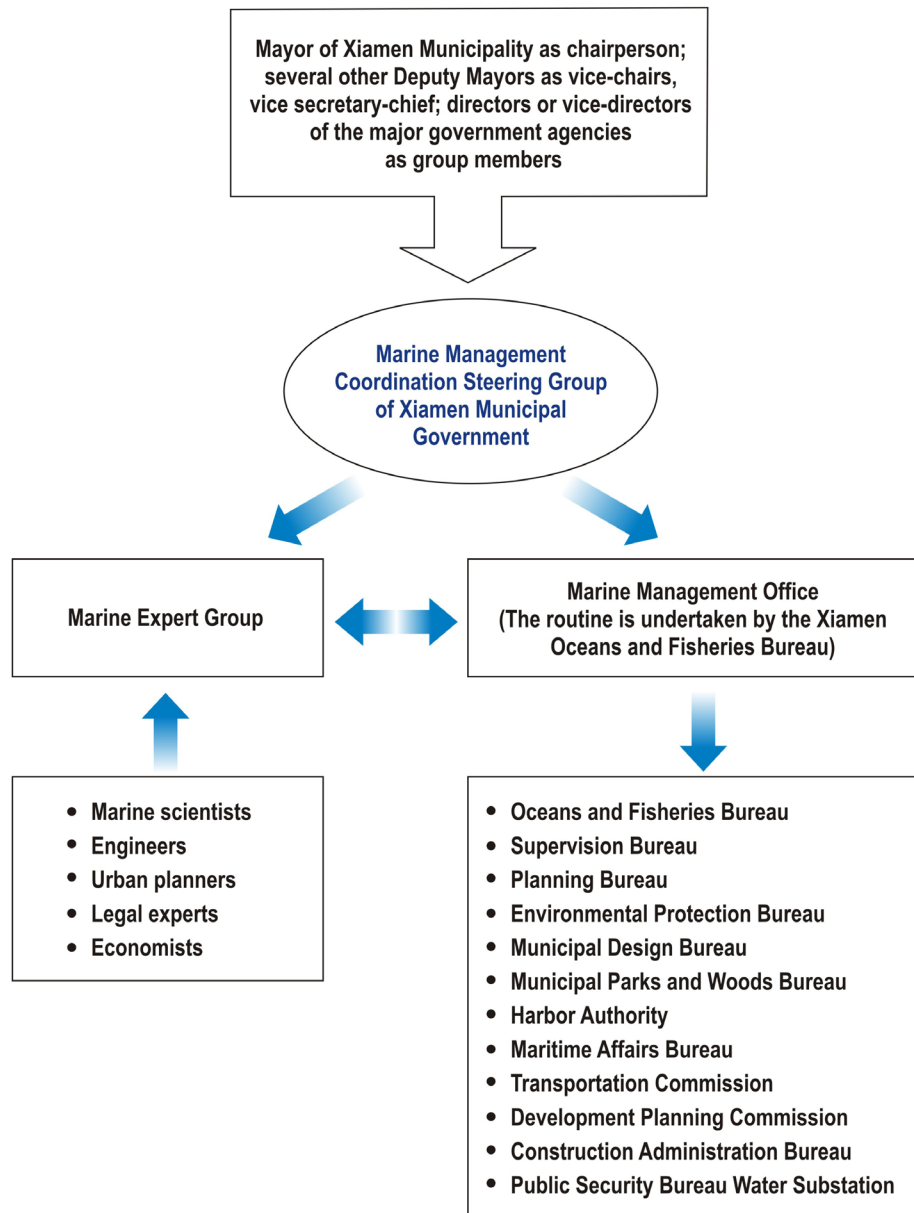 Mayor of Xiamen Municipality as chairperson;
several other Deputy Mayors as vice-chairs,
vice secretary-chief; directors or vice-directors
of the major government agencies
as group members
Marine Management
Coordination Steering Group
of Xiamen Municipal
Government
Marine Expert Group
Marine Management Office
(The routine is undertaken by the Xiamen
Oceans and Fisheries Bureau)
• Marine scientists
• Engineers
• Urban planners
• Legal experts
• Economists
• Oceans and Fisheries Bureau
• Supervision Bureau
• Planning Bureau
• Environmental Protection Bureau
• Municipal Design Bureau
• Municipal Parks and Woods Bureau
• Harbor Authority
• Maritime Affairs Bureau
• Transportation Commission
• Development Planning Commission
• Construction Administration Bureau
• Public Security Bureau Water Substation